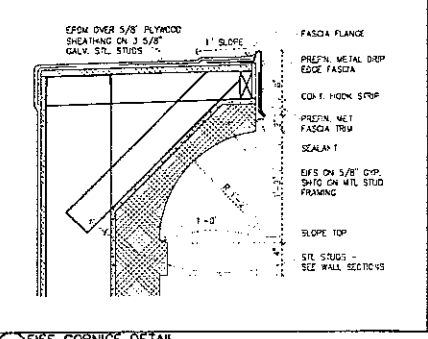 EPDM OVER 5/8" PLYWOOD
SHEATHING ON 3 5/8"
GALV. STL. STUDS
1" SLOPE
FASCIA FLANGE
PREFIN. METAL DRIP
EDGE FASCIA
CONT. HOOK STRIP
PREFIN. MET
FASCIA TRIM
SEALANT
EIFS ON 5/8" GYP.
SHTG ON MTL STUD
FRAMING
1'-0"
SLOPE TOP
STL STUDS -
SEE WALL SECTIONS
EIFS CORNICE DETAIL